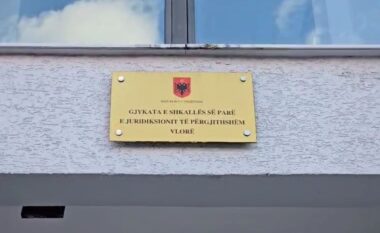 GJYKATA E SHKALLËS SË PARË
E JURIDIKSIONIT TË PËRGJITHSHËM
VLORË